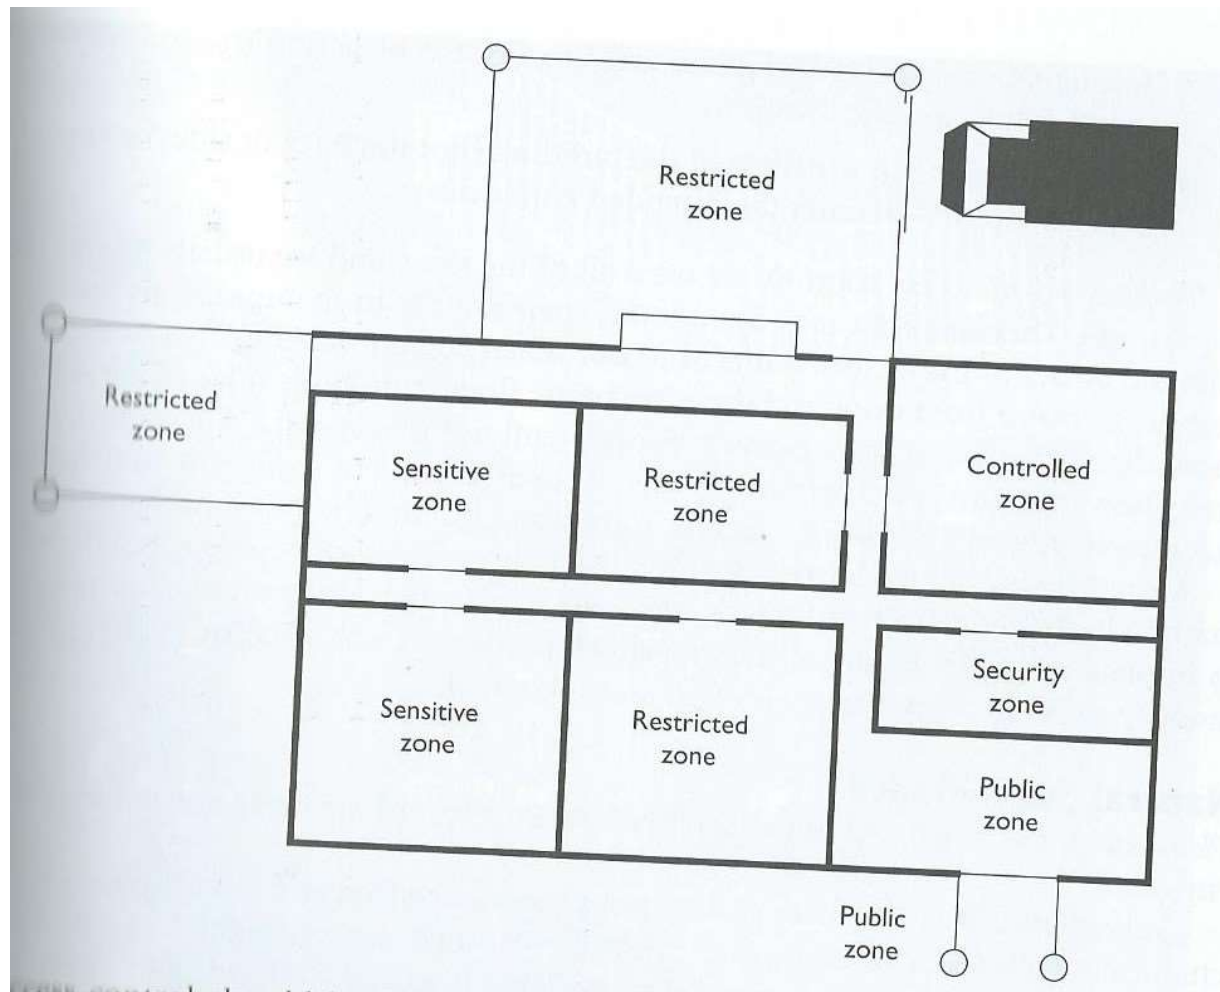 Restricted
zone
Restricted
zone
Sensitive
zone
Restricted
zone
Controlled
zone
Sensitive
zone
Restricted
zone
Security
zone
Public
zone
Public
zone